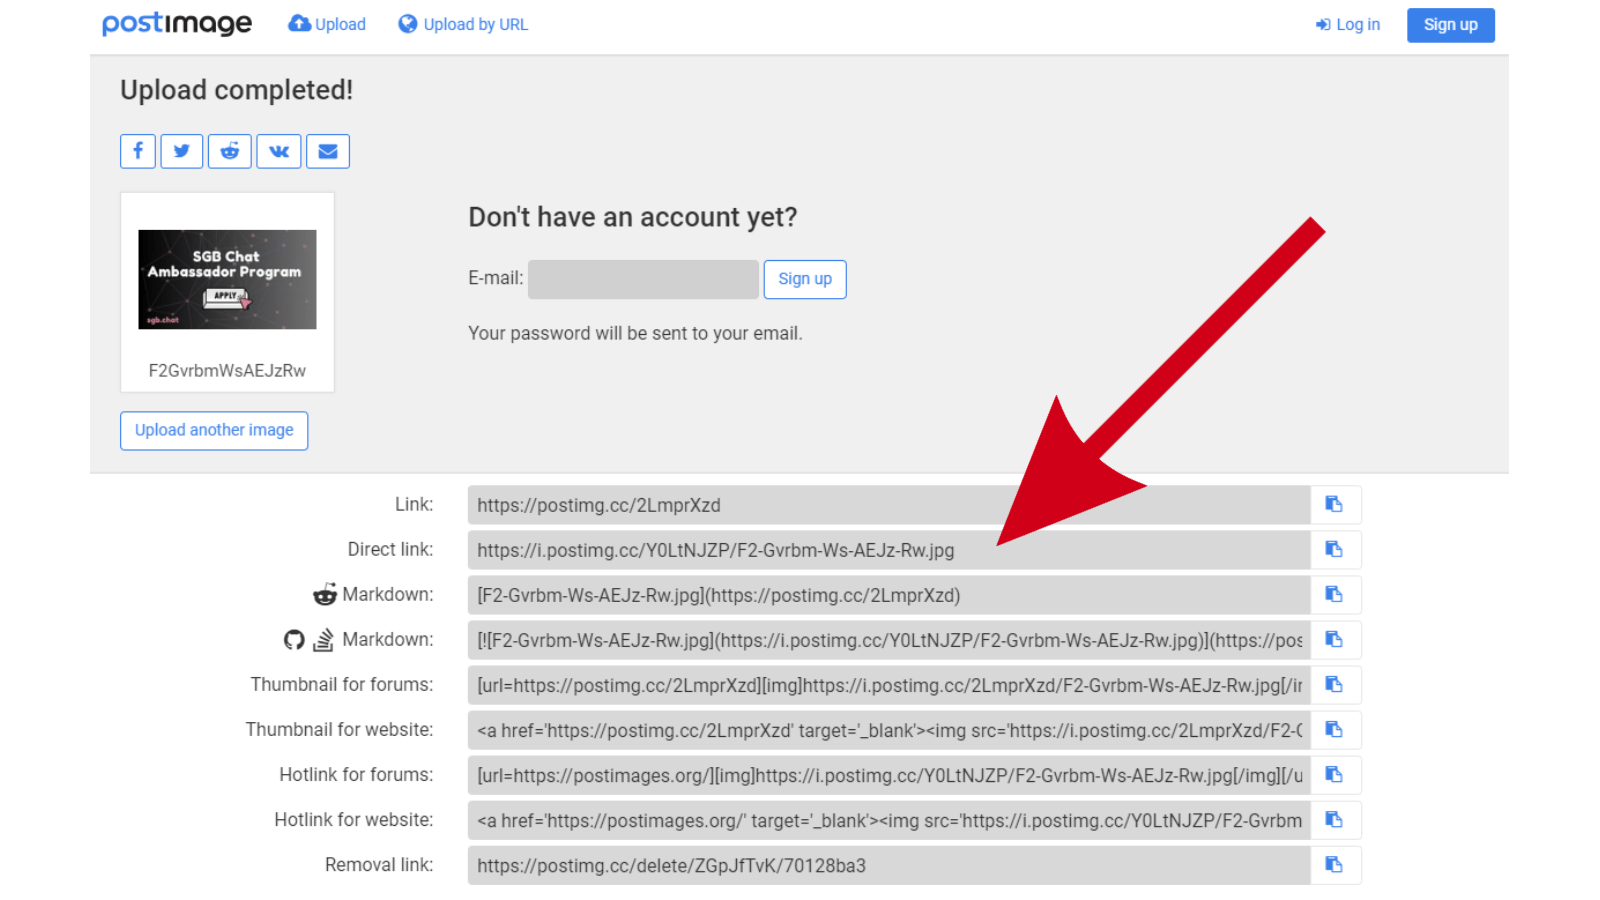 postimage
Upload
Upload by URL
Log in
Sign up
Upload completed!
SGB Chat
Ambassador Program
APPLY
sgb.chat
F2GvrbmWsAEJzRw
Upload another image
Don't have an account yet?
E-mail:
Sign up
Your password will be sent to your email.
Link: https://postimg.cc/2LmprXzd
Direct link: https://i.postimg.cc/Y0LtNJZP/F2-Gvrbm-Ws-AEJz-Rw.jpg
Markdown: [F2-Gvrbm-Ws-AEJz-Rw.jpg](https://postimg.cc/2LmprXzd)
Markdown: [![F2-Gvrbm-Ws-AEJz-Rw.jpg](https://i.postimg.cc/Y0LtNJZP/F2-Gvrbm-Ws-AEJz-Rw.jpg)](https://pos
Thumbnail for forums: [url=https://postimg.cc/2LmprXzd][img]https://i.postimg.cc/2LmprXzd/F2-Gvrbm-Ws-AEJz-Rw.jpg[/ir
Thumbnail for website: <a href='https://postimg.cc/2LmprXzd' target='_blank'><img src='https://i.postimg.cc/2LmprXzd/F2-G
Hotlink for forums: [url=https://postimages.org/][img]https://i.postimg.cc/Y0LtNJZP/F2-Gvrbm-Ws-AEJz-Rw.jpg[/img][/u
Hotlink for website: <a href='https://postimages.org/' target='_blank'><img src='https://i.postimg.cc/Y0LtNJZP/F2-Gvrbm
Removal link: https://postimg.cc/delete/ZGpJfTvK/70128ba3